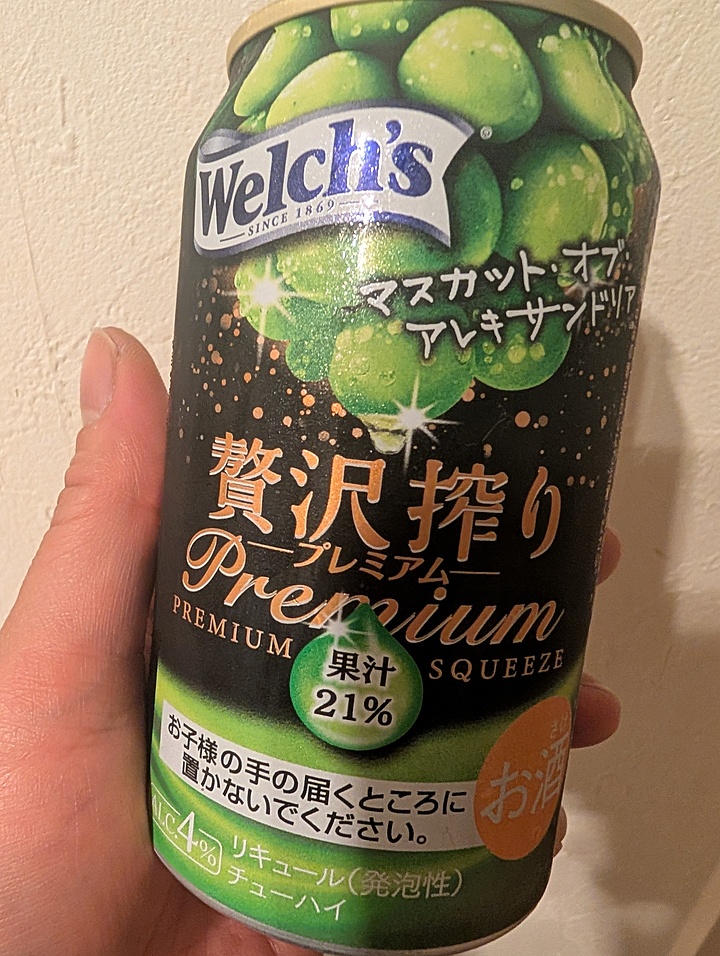 Welch's®
SINCE 1869
マスカット・オブ・
アレキサンドリア
贅沢搾り
プレミアム
Premium
PREMIUM SQUEEZE
果汁
21%
お子様の手の届くところに
置かないでください。
お酒
ALC.4%
リキュール(発泡性)
チューハイ